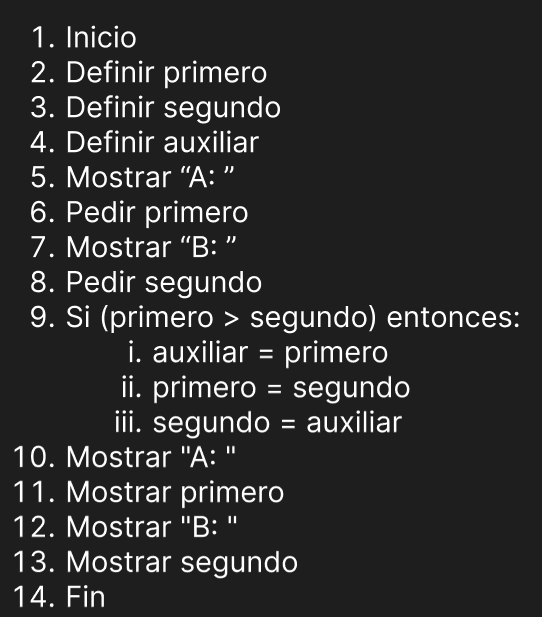 1. Inicio
2. Definir primero
3. Definir segundo
4. Definir auxiliar
5. Mostrar “A: ”
6. Pedir primero
7. Mostrar “B: ”
8. Pedir segundo
9. Si (primero > segundo) entonces:
i. auxiliar = primero
ii. primero = segundo
iii. segundo = auxiliar
10. Mostrar "A: "
11. Mostrar primero
12. Mostrar "B: "
13. Mostrar segundo
14. Fin